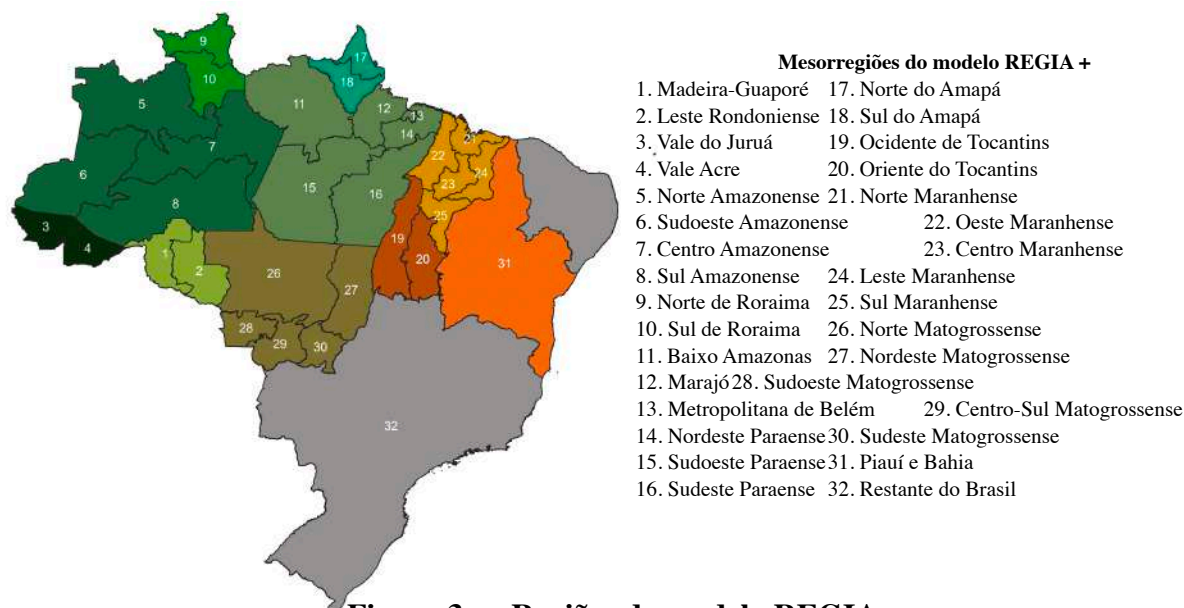 Mesorregiões do modelo REGIA +
1. Madeira-Guaporé 17. Norte do Amapá
2. Leste Rondoniense 18. Sul do Amapá
3. Vale do Juruá 19. Ocidente de Tocantins
4. Vale Acre 20. Oriente do Tocantins
5. Norte Amazonense 21. Norte Maranhense
6. Sudoeste Amazonense 22. Oeste Maranhense
7. Centro Amazonense 23. Centro Maranhense
8. Sul Amazonense 24. Leste Maranhense
9. Norte de Roraima 25. Sul Maranhense
10. Sul de Roraima 26. Norte Matogrossense
11. Baixo Amazonas 27. Nordeste Matogrossense
12. Marajó 28. Sudoeste Matogrossense
13. Metropolitana de Belém 29. Centro-Sul Matogrossense
14. Nordeste Paraense 30. Sudeste Matogrossense
15. Sudoeste Paraense 31. Piauí e Bahia
16. Sudeste Paraense 32. Restante do Brasil
9
17
10
18
5
11
12
13
14
21
7
22
24
6
15
16
23
8
25
3
4
1
2
19
20
26
27
31
28
29
30
32